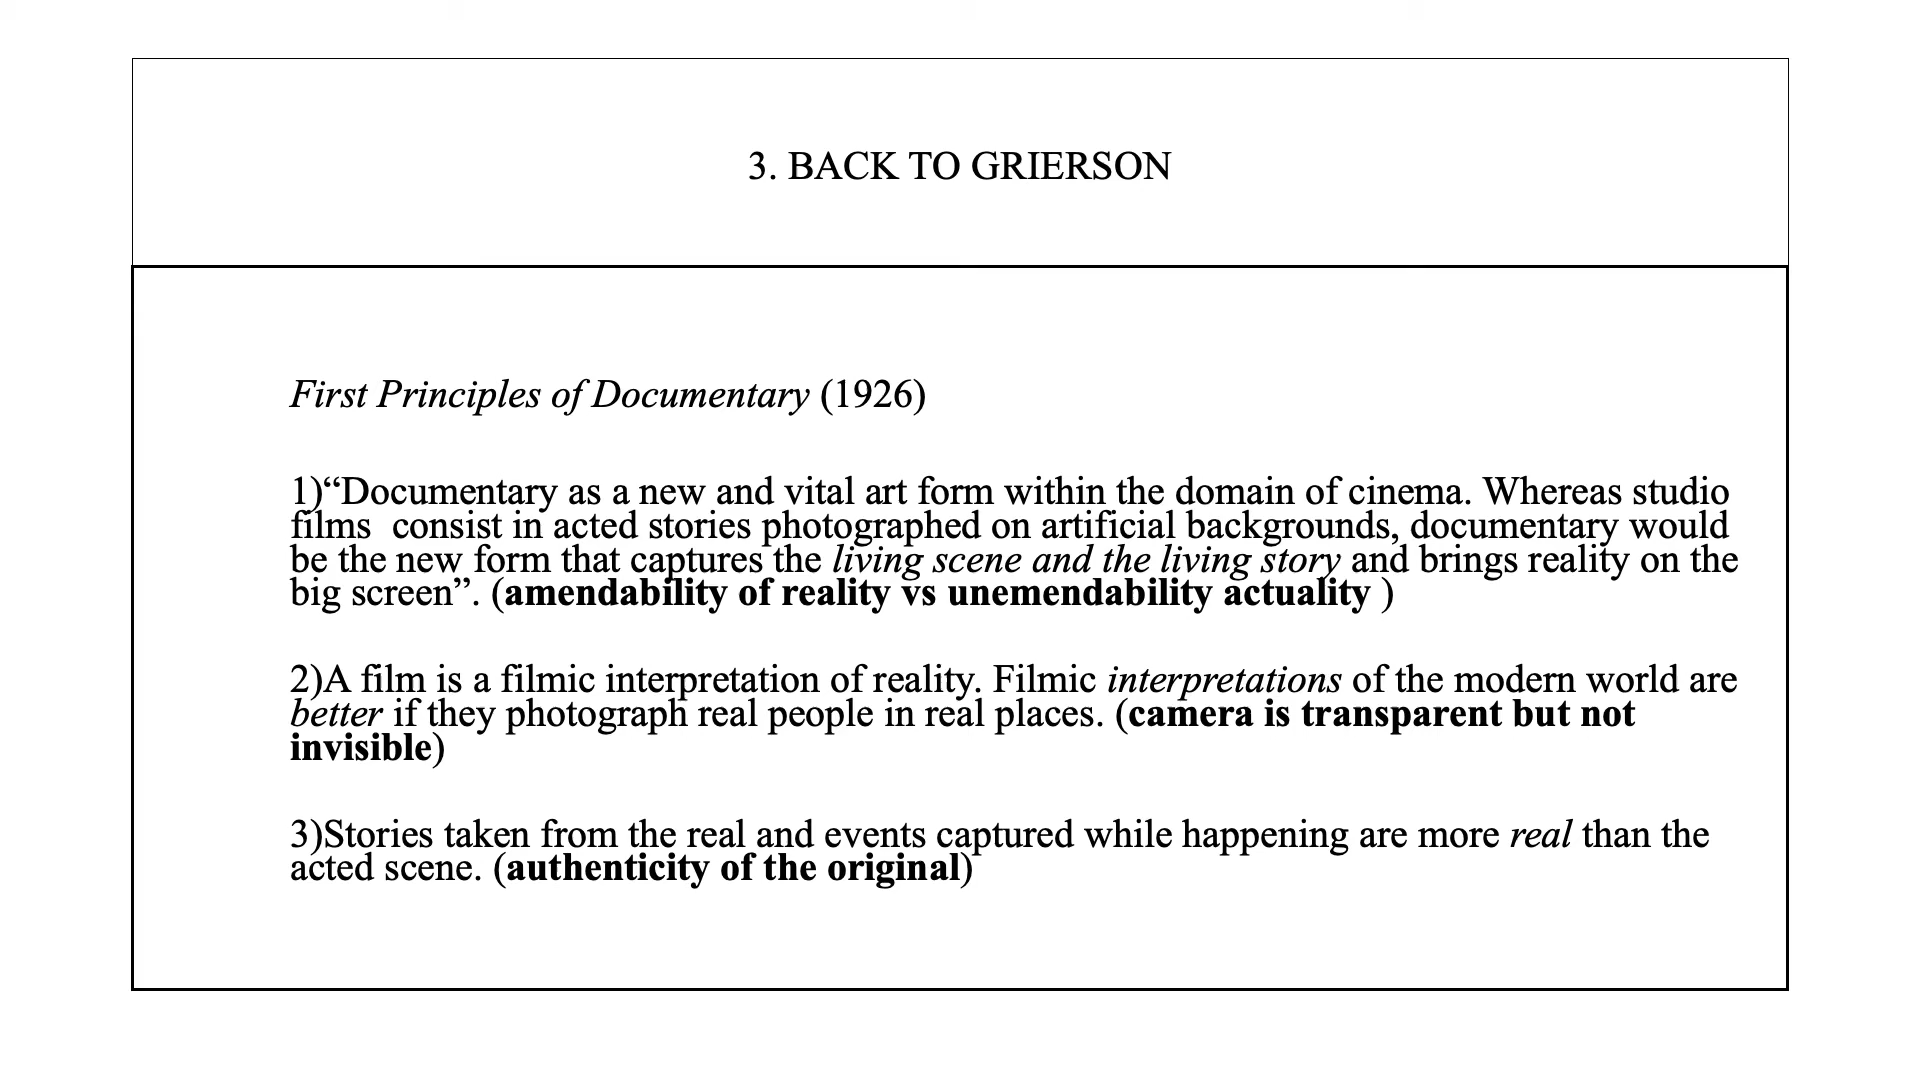 3. BACK TO GRIERSON
First Principles of Documentary (1926)
1)“Documentary as a new and vital art form within the domain of cinema. Whereas studio
films  consist in acted stories photographed on artificial backgrounds, documentary would
be the new form that captures the living scene and the living story and brings reality on the
big screen”. (amendability of reality vs unemendability actuality )
2)A film is a filmic interpretation of reality. Filmic interpretations of the modern world are
better if they photograph real people in real places. (camera is transparent but not
invisible)
3)Stories taken from the real and events captured while happening are more real than the
acted scene. (authenticity of the original)